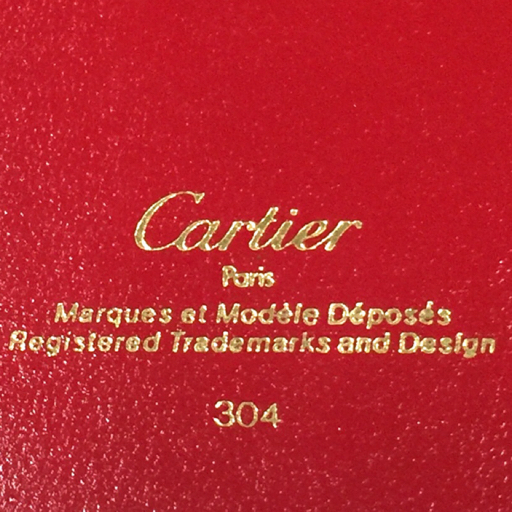 Cartier
Paris
Marques et Modèle Déposés
Registered Trademarks and Design
304